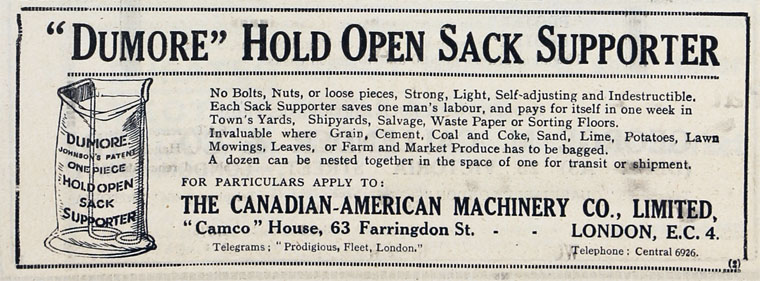 "DUMORE" HOLD OPEN SACK SUPPORTER
No Bolts, Nuts, or loose pieces, Strong, Light, Self-adjusting and Indestructible.
Each Sack Supporter saves one man's labour, and pays for itself in one week in
Town's Yards, Shipyards, Salvage, Waste Paper or Sorting Floors.
Invaluable where Grain, Cement, Coal and Coke, Sand, Lime, Potatoes, Lawn
Mowings, Leaves, or Farm and Market Produce has to be bagged.
A dozen can be nested together in the space of one for transit or shipment.
DUMORE
JOHNSON'S PATENT
ONE PIECE
HOLD OPEN
SACK
SUPPORTER
FOR PARTICULARS APPLY TO:
THE CANADIAN-AMERICAN MACHINERY CO., LIMITED,
"Camco" House, 63 Farringdon St. - - LONDON, E.C. 4.
Telegrams; "Prodigious, Fleet, London." Telephone: Central 6926.
(2)